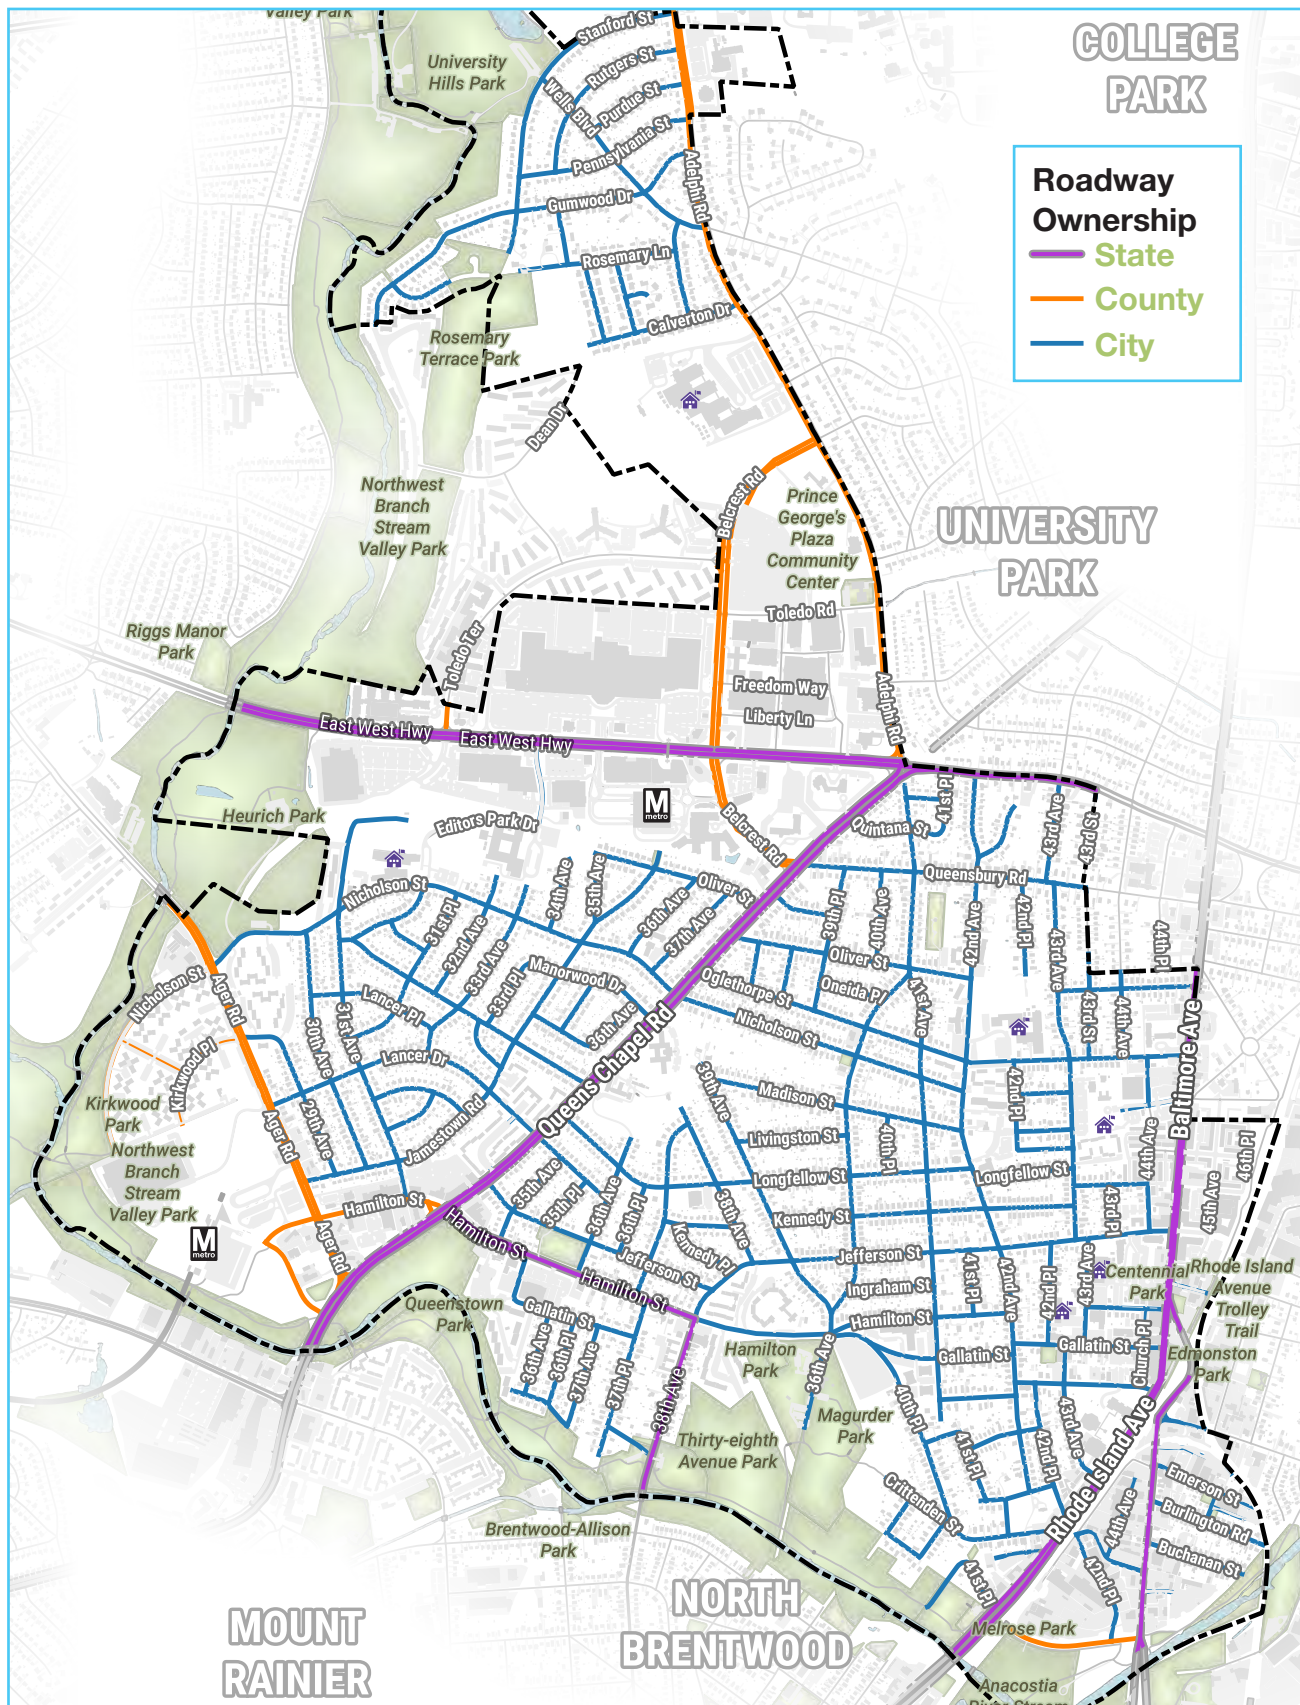 Valley Park
Stanford St
COLLEGE
PARK
University
Hills Park
Rutgers St
Wells Blvd
Purdue St
Pennsylvania St
Adelphi Rd
Roadway
Ownership
State
County
City
Gumwood Dr
Rosemary Ln
Calverton Dr
Rosemary
Terrace Park
Dean Dr
Northwest
Branch
Stream
Valley Park
Belcrest Rd
Prince
George's
Plaza
Community
Center
UNIVERSITY
PARK
Toledo Rd
Riggs Manor
Park
Toledo Ter
Freedom Way
Liberty Ln
Adelphi Rd
East West Hwy
East West Hwy
Heurich Park
Editors Park Dr
M
metro
Belcrest Rd
Quintana St
41st Pl
43rd Ave
43rd St
Nicholson St
34th Ave
35th Ave
Oliver St
Queensbury Rd
31st Pl
32nd Ave
33rd Ave
33rd Pl
36th Ave
37th Ave
39th Pl
40th Ave
42nd Ave
42nd Pl
43rd Ave
44th Pl
Nicholson St
Ager Rd
Manorwood Dr
Oglethorpe St
Oliver St
Oneida Pl
41st Ave
Lancer Pl
30th Ave
31st Ave
36th Ave
Queens Chapel Rd
Nicholson St
43rd St
44th Ave
Baltimore Ave
Kirkwood Pl
Lancer Dr
39th Ave
Madison St
42nd Pl
Kirkwood
Park
Ager Rd
29th Ave
Jamestown Rd
Livingston St
40th Pl
44th Ave
46th Pl
Northwest
Branch
Stream
Valley Park
35th Ave
35th Pl
36th Ave
36th Pl
Longfellow St
Longfellow St
45th Ave
Hamilton St
Hamilton St
38th Ave
Kennedy St
43rd Pl
M
metro
Ager Rd
Jefferson St
Kennedy Pl
Jefferson St
Hamilton St
Ingraham St
41st Pl
42nd Ave
42nd Pl
43rd Ave
Centennial
Park
Rhode Island
Avenue
Trolley
Trail
Queenstown
Park
Gallatin St
Hamilton St
Hamilton
Park
36th Ave
Gallatin St
Gallatin St
Church Pl
Edmonston
Park
36th Ave
36th Pl
37th Ave
37th Pl
38th Ave
40th Pl
Magurder
Park
Thirty-eighth
Avenue Park
41st Pl
42nd Pl
43rd Ave
Rhode Island Ave
Crittenden St
Emerson St
Burlington Rd
Buchanan St
44th Ave
42nd Pl
Brentwood-Allison
Park
41st Pl
MOUNT
RAINIER
NORTH
BRENTWOOD
Melrose Park
Anacostia
River Stream